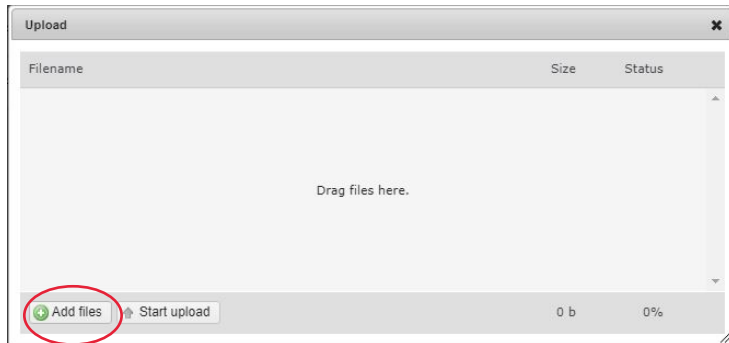 Upload
Filename Size Status
Drag files here.
Add files Start upload 0 b 0%